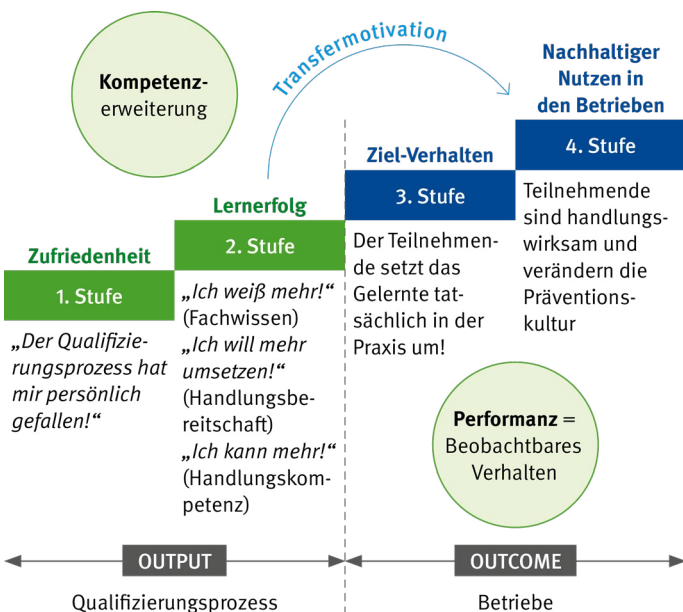 Kompetenz-
erweiterung
Transfermotivation
Nachhaltiger
Nutzen in
den Betrieben
4. Stufe
Teilnehmende
sind handlungs-
wirksam und
verändern die
Präventions-
kultur
Ziel-Verhalten
3. Stufe
Der Teilnehmen-
de setzt das
Gelernte tat-
sächlich in der
Praxis um!
Lernerfolg
2. Stufe
„Ich weiß mehr!“
(Fachwissen)
„Ich will mehr
umsetzen!“
(Handlungsbe-
reitschaft)
„Ich kann mehr!“
(Handlungskom-
petenz)
Zufriedenheit
1. Stufe
„Der Qualifizie-
rungsprozess hat
mir persönlich
gefallen!“
Performanz =
Beobachtbares
Verhalten
OUTPUT
OUTCOME
Qualifizierungsprozess
Betriebe